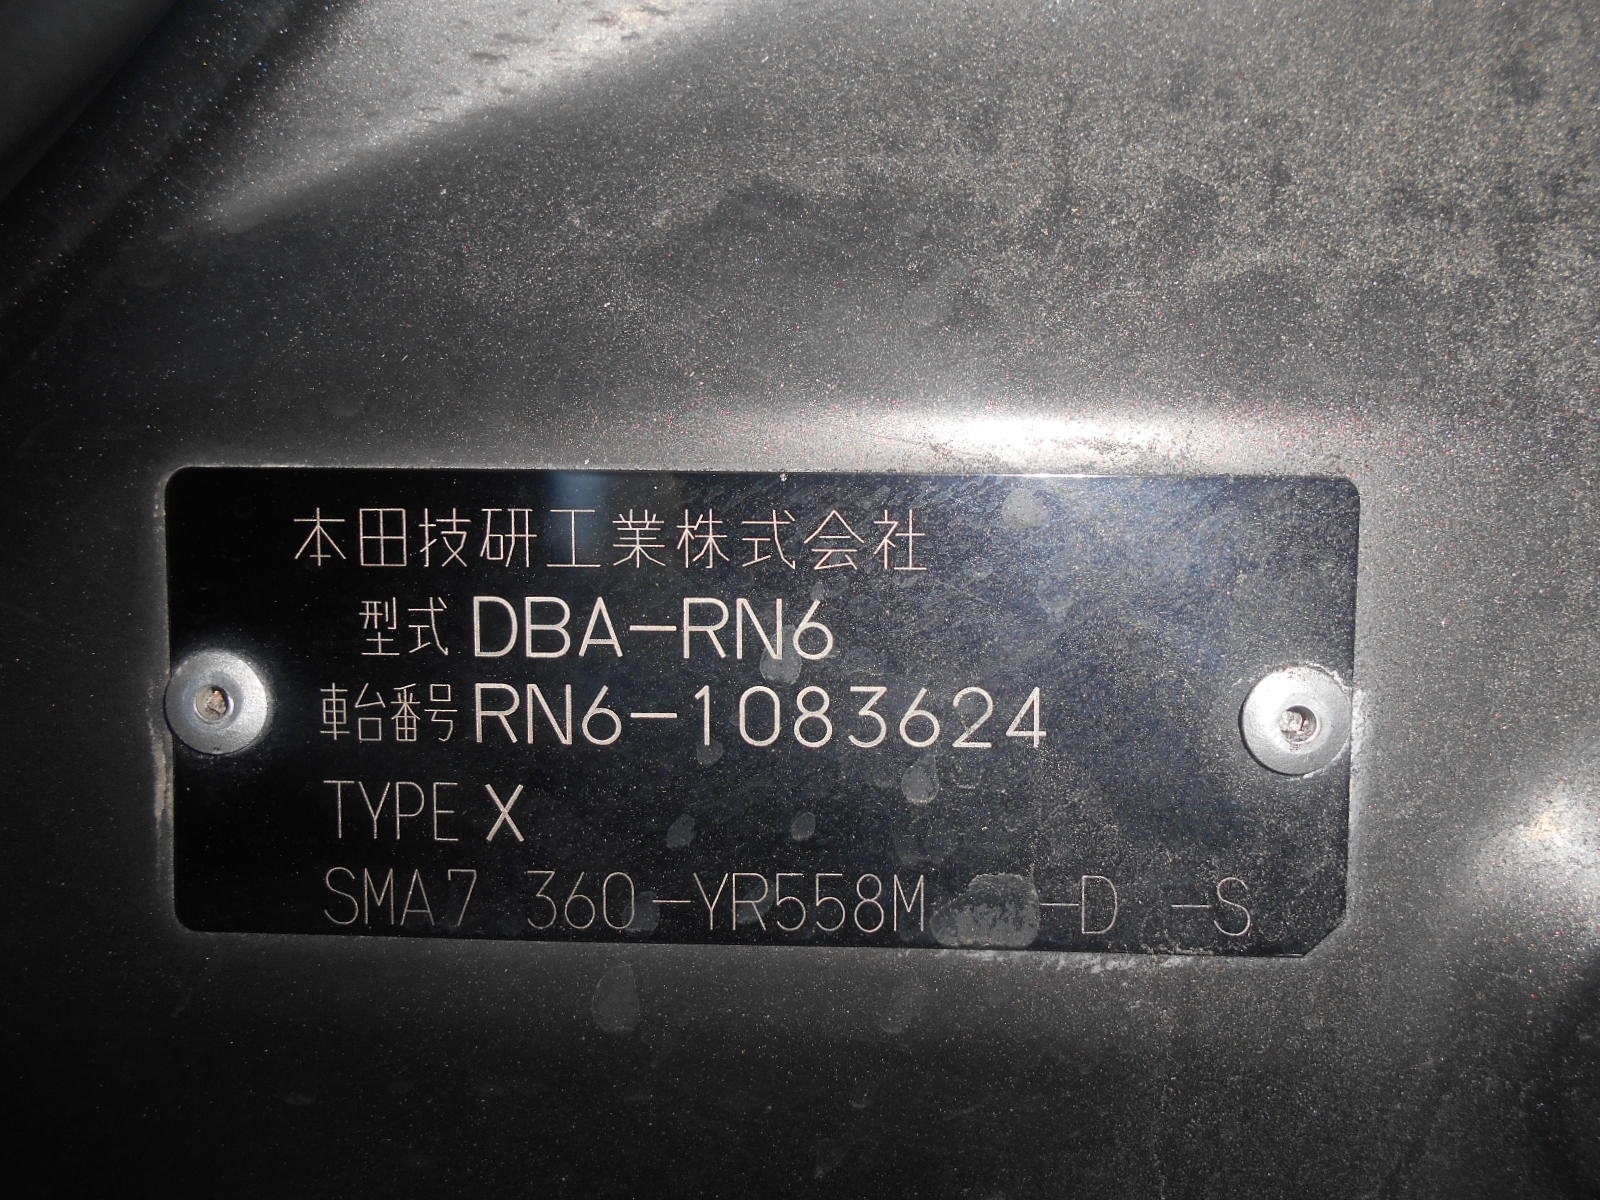 本田技研工業株式会社
型式 DBA-RN6
車台番号 RN6-1083624
TYPE X
SMA7 360-YR558M -D -S